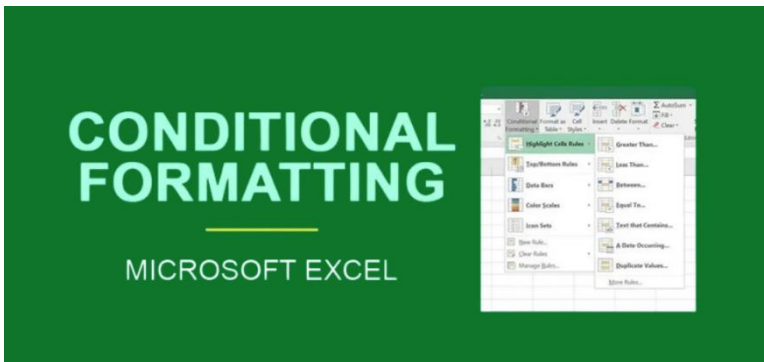 CONDITIONAL
FORMATTING
MICROSOFT EXCEL
Conditional Format as Cell Insert Delete Format
Formatting Table Styles
AutoSum
Fill
Clear
Highlight Cells Rules
Top/Bottom Rules
Data Bars
Color Scales
Icon Sets
New Rule...
Clear Rules
Manage Rules...
Greater Than...
Less Than...
Between...
Equal To...
Text that Contains...
A Date Occurring...
Duplicate Values...
More Rules...